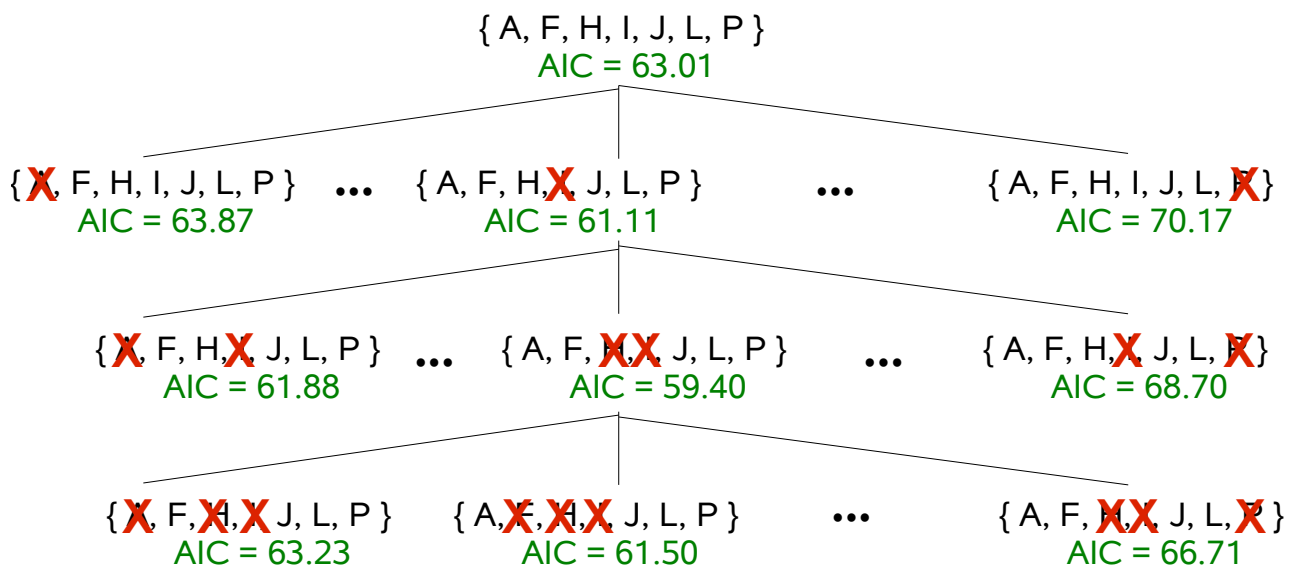 { A, F, H, I, J, L, P }
AIC = 63.01
{ A, F, H, I, J, L, P } ... { A, F, H, I, J, L, P } ... { A, F, H, I, J, L, P }
AIC = 63.87 AIC = 61.11 AIC = 70.17
{ A, F, H, I, J, L, P } ... { A, F, H, I, J, L, P } ... { A, F, H, I, J, L, P }
AIC = 61.88 AIC = 59.40 AIC = 68.70
{ A, F, H, I, J, L, P } { A, F, H, I, J, L, P } ... { A, F, H, I, J, L, P }
AIC = 63.23 AIC = 61.50 AIC = 66.71